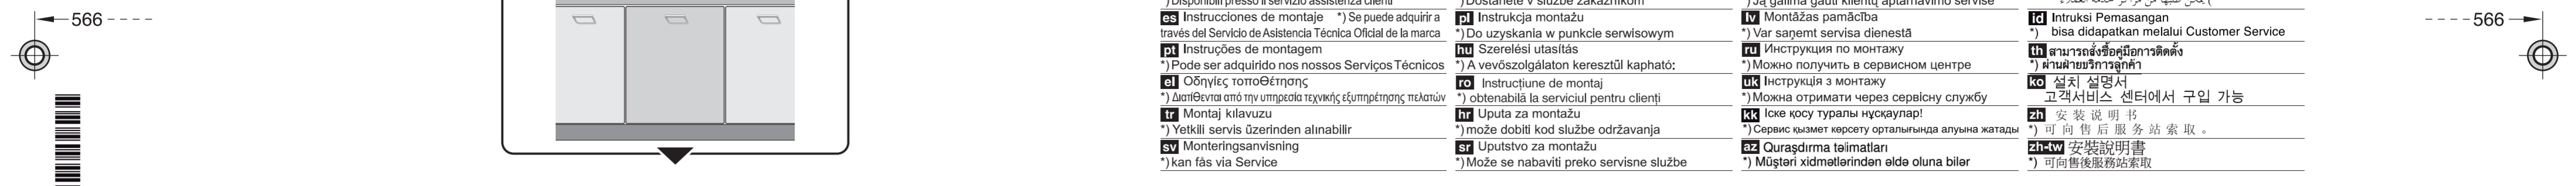 566
*) Disponibili presso il servizio assistenza clienti
es Instrucciones de montaje *) Se puede adquirir a
través del Servicio de Asistencia Técnica Oficial de la marca
pt Instruções de montagem
*) Pode ser adquirido nos nossos Serviços Técnicos
el Οδηγίες τοποθέτησης
*) Διατίθενται από την υπηρεσία τεχνικής εξυπηρέτησης πελατών
tr Montaj kılavuzu
*) Yetkili servis üzerinden alınabilir
sv Monteringsanvisning
*) kan fås via Service
*) Dostanete v službě zákazníkům
pl Instrukcja montażu
*) Do uzyskania w punkcie serwisowym
hu Szerelési utasítás
*) A vevőszolgálaton keresztül kapható:
ro Instrucțiune de montaj
*) obtenabilă la serviciul pentru clienți
hr Uputa za montažu
*) može dobiti kod službe održavanja
sr Uputstvo za montažu
*) Može se nabaviti preko servisne službe
*) Ją galima gauti klientų aptarnavimo servise
lv Montāžas pamācība
*) Var saņemt servisa dienestā
ru Инструкция по монтажу
*) Можно получить в сервисном центре
uk Інструкція з монтажу
*) Можна отримати через сервісну службу
kk Іске қосу туралы нұсқаулар!
*) Сервис қызмет көрсету орталығында алуына жатады
az Quraşdırma təlimatları
*) Müştəri xidmətlərindən əldə oluna bilər
id Intruksi Pemasangan
*) bisa didapatkan melalui Customer Service
th สามารถสั่งซื้อคู่มือการติดตั้ง
*) ผ่านฝ่ายบริการลูกค้า
ko 설치 설명서
고객서비스 센터에서 구입 가능
zh 安装说明书
*) 可向售后服务站索取。
zh-tw 安裝說明書
*) 可向售後服務站索取
566